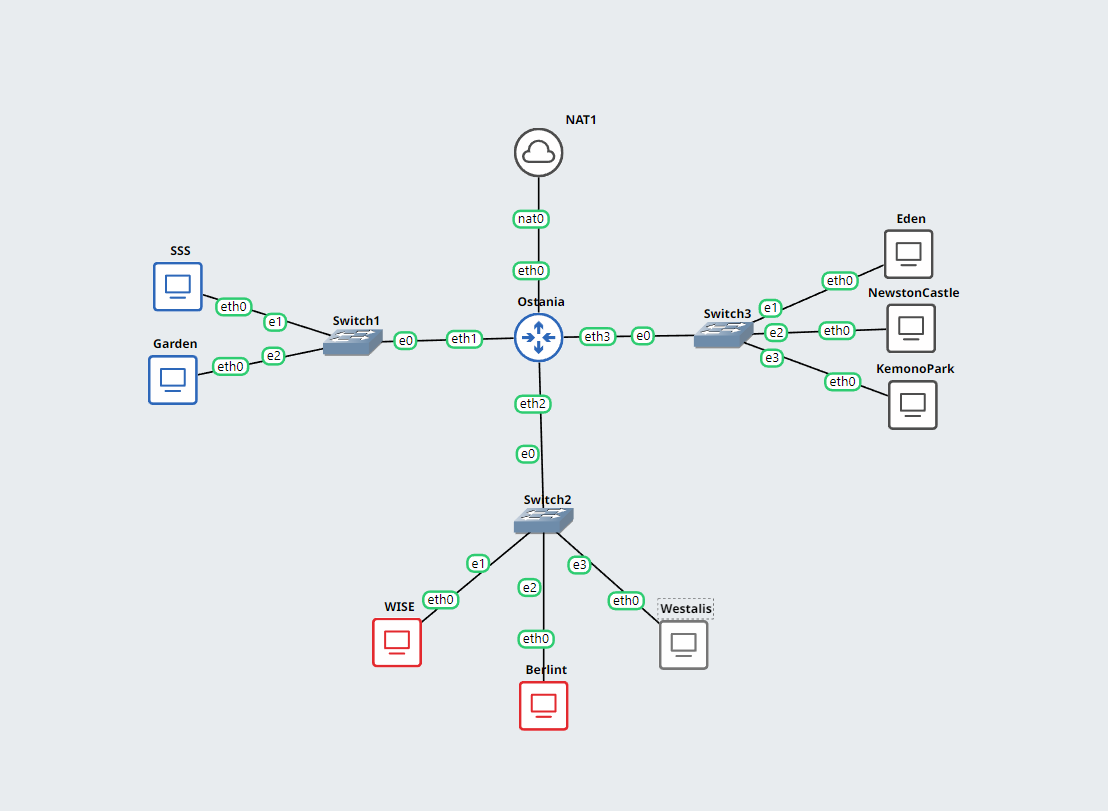 NAT1
nat0
eth0
Ostania
SSS
eth0
e1
Switch1
e0
eth1
Garden
eth0
e2
eth3
e0
Switch3
e1
eth0
Eden
e2
eth0
NewstonCastle
e3
eth0
KemonoPark
eth2
e0
Switch2
e1
eth0
WISE
e2
eth0
Berlint
e3
eth0
Westalis